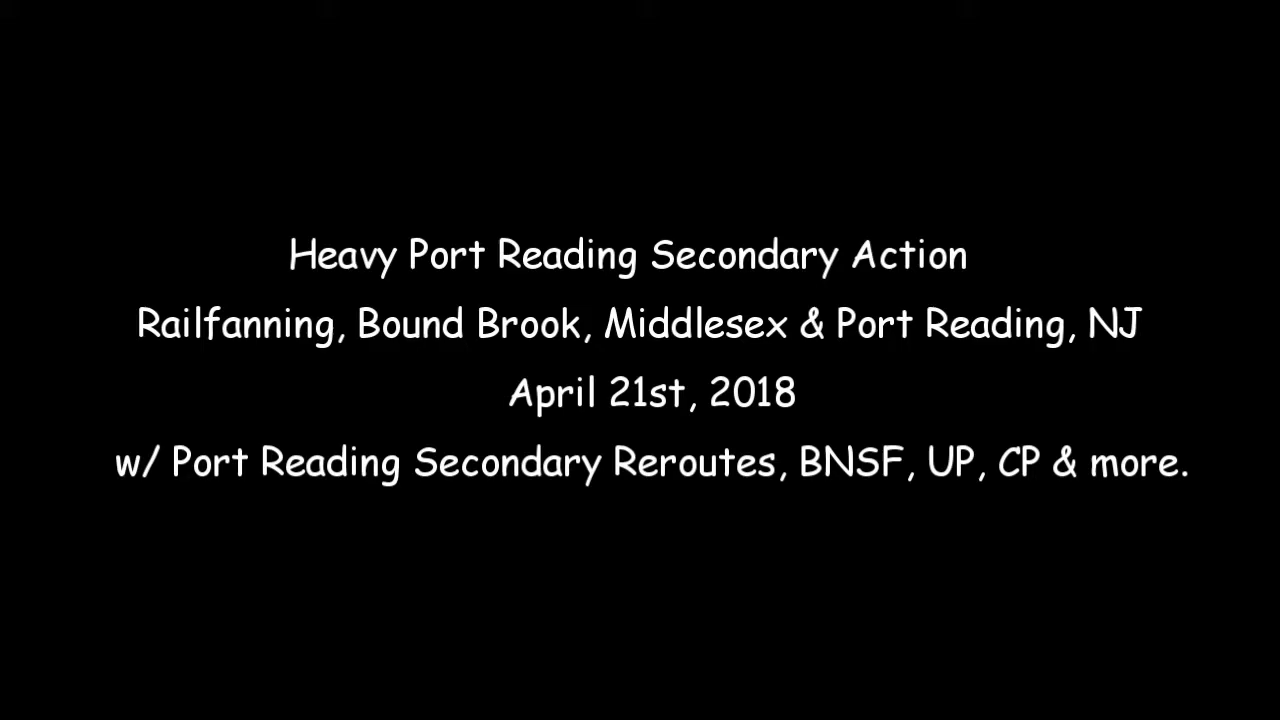 Heavy Port Reading Secondary Action
Railfanning, Bound Brook, Middlesex & Port Reading, NJ
April 21st, 2018
w/ Port Reading Secondary Reroutes, BNSF, UP, CP & more.